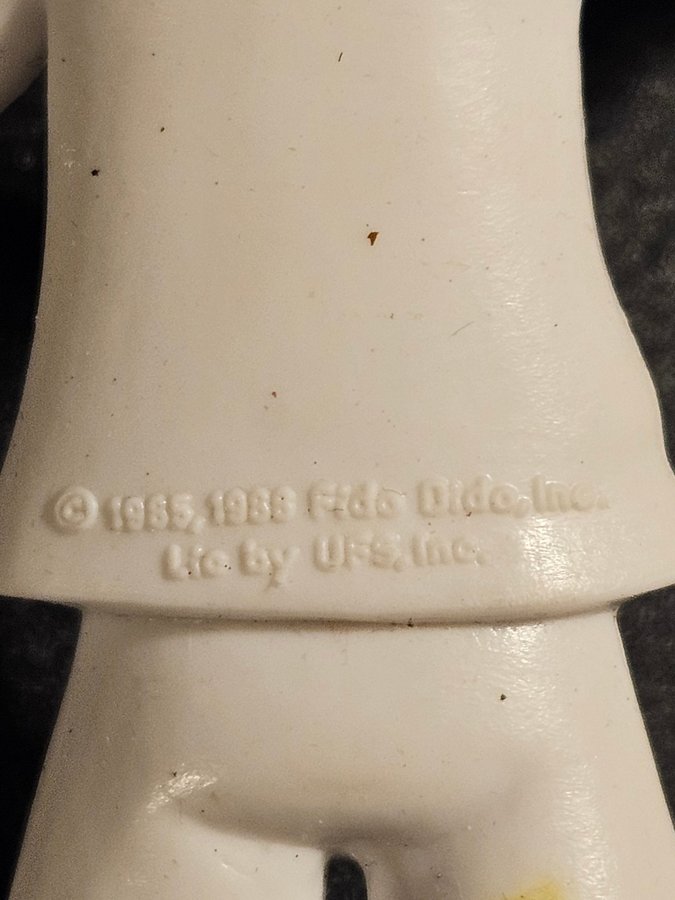 © 1985, 1988 Fido Dido, Inc.
Lic by UFS, Inc.